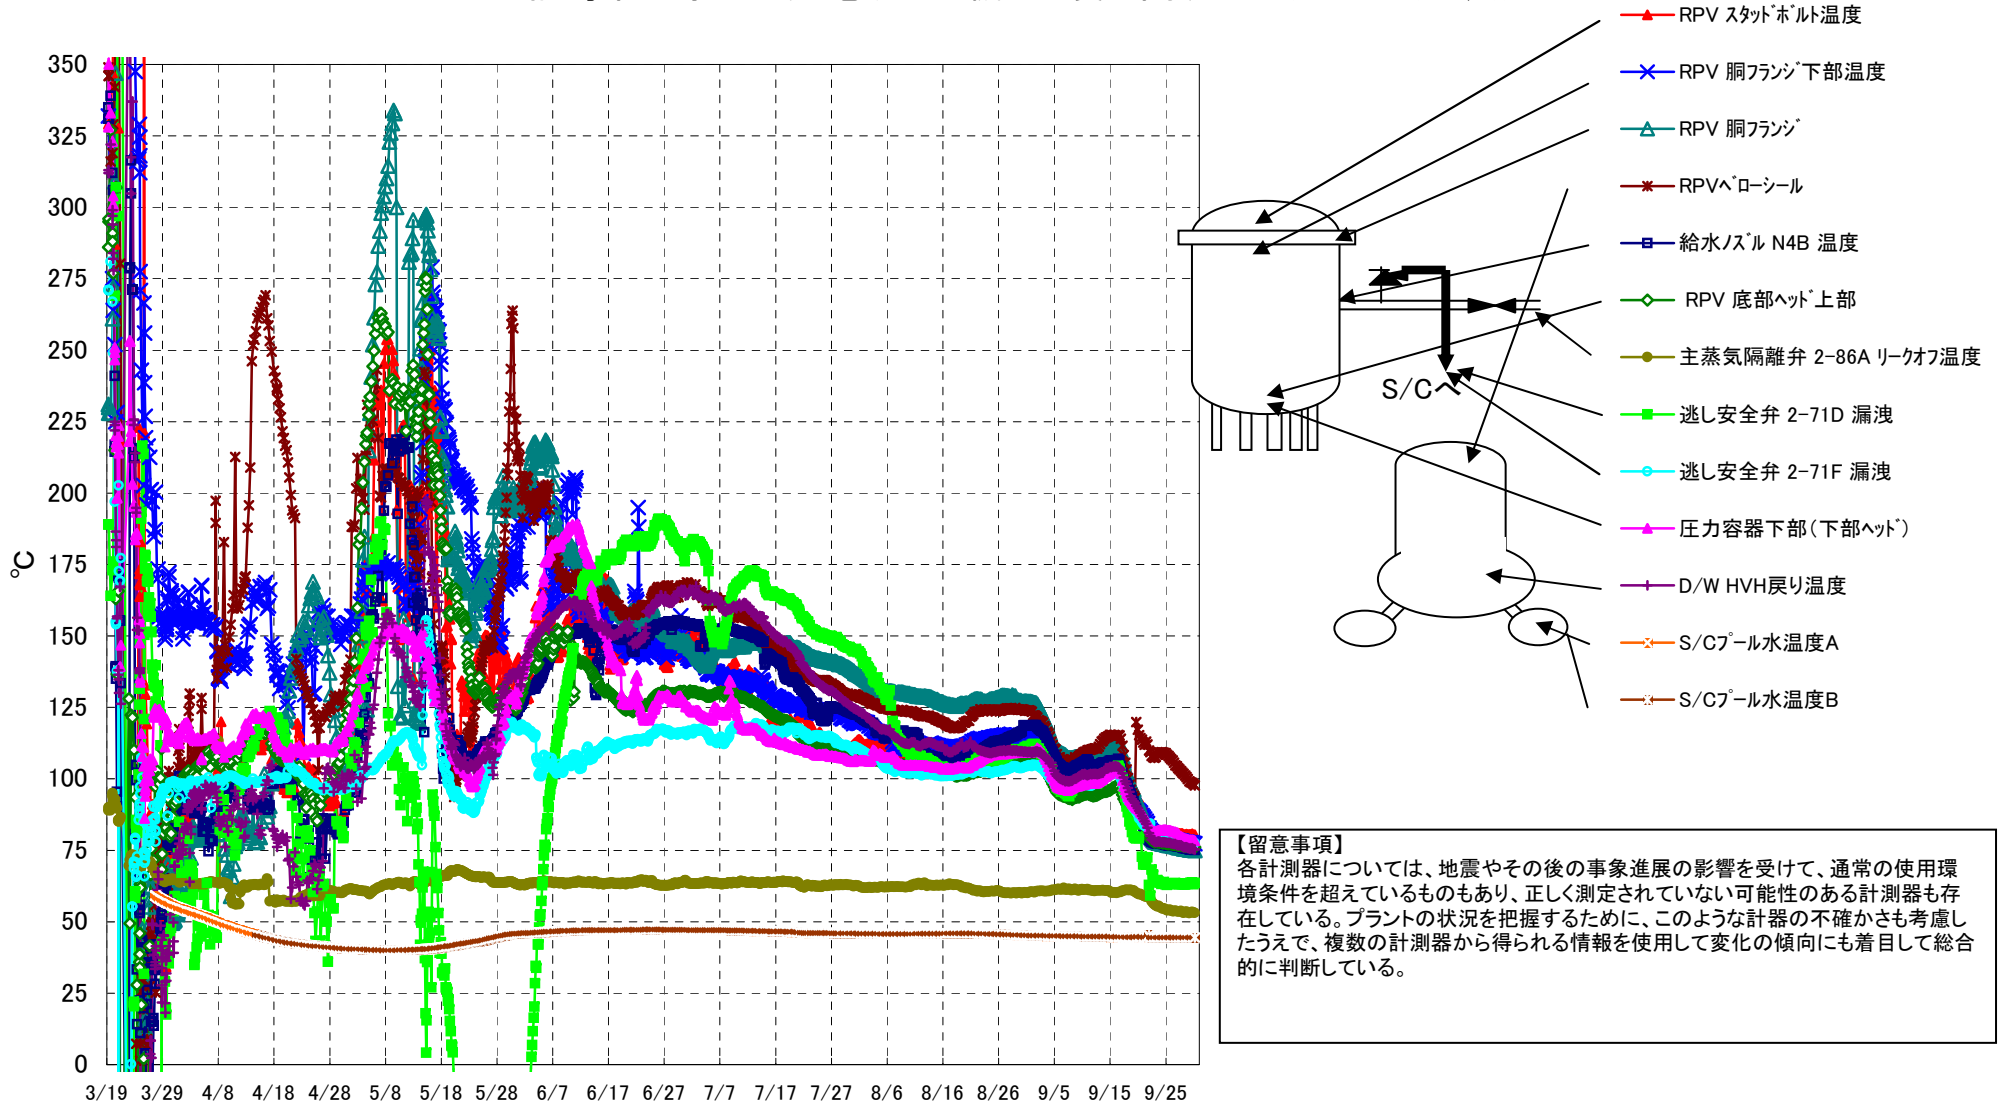 RPV スタッドボルト温度
RPV 胴フランジ下部温度
RPV 胴フランジ
RPVベローシール
給水ノズル N4B 温度
RPV 底部ヘッド上部
主蒸気隔離弁 2-86A リークオフ温度
逃し安全弁 2-71D 漏洩
逃し安全弁 2-71F 漏洩
圧力容器下部(下部ヘッド)
D/W HVH戻り温度
S/Cプール水温度A
S/Cプール水温度B
350
325
300
275
250
225
200
175
150
125
100
75
50
25
0
℃
3/19 3/29 4/8 4/18 4/28 5/8 5/18 5/28 6/7 6/17 6/27 7/7 7/17 7/27 8/6 8/16 8/26 9/5 9/15 9/25
S/Cへ
【留意事項】
各計測器については、地震やその後の事象進展の影響を受けて、通常の使用環
境条件を超えているものもあり、正しく測定されていない可能性のある計測器も存
在している。プラントの状況を把握するために、このような計器の不確かさも考慮し
たうえで、複数の計測器から得られる情報を使用して変化の傾向にも着目して総合
的に判断している。